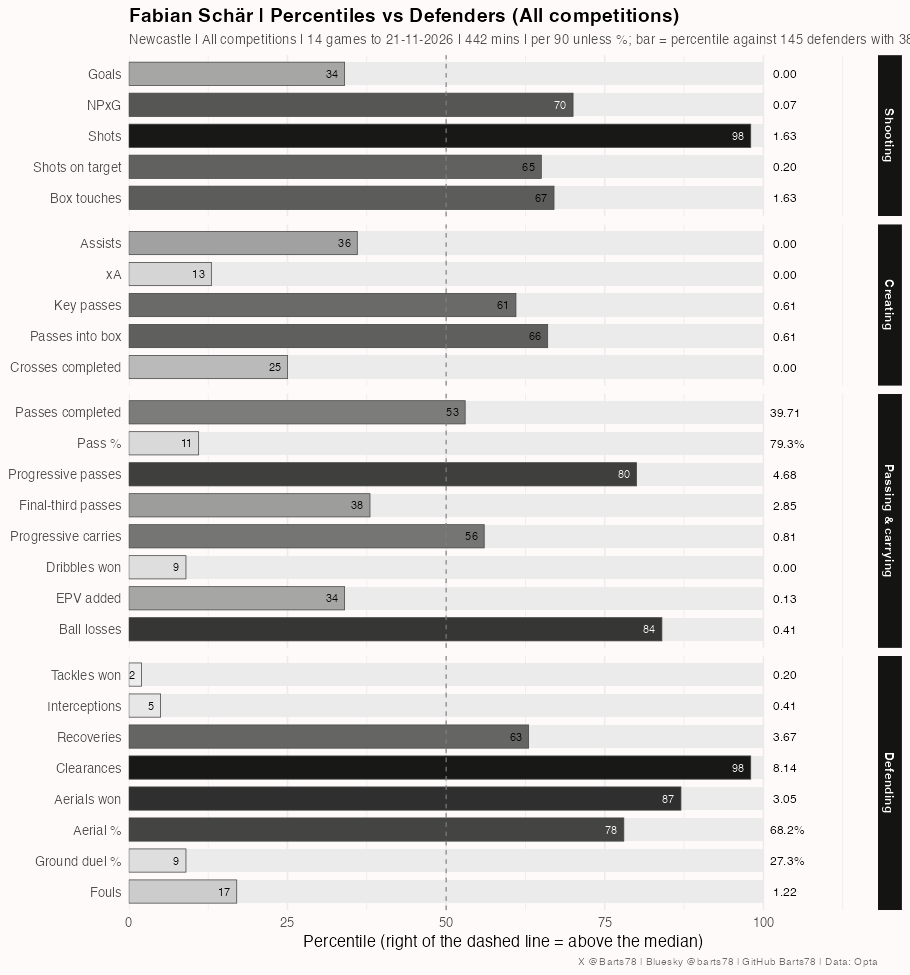 Fabian Schär | Percentiles vs Defenders (All competitions)
Newcastle | All competitions | 14 games to 21-11-2026 | 442 mins | per 90 unless %; bar = percentile against 145 defenders with 38
Goals 34 0.00
NPxG 70 0.07
Shots 98 1.63
Shots on target 65 0.20
Box touches 67 1.63
Shooting
Assists 36 0.00
xA 13 0.00
Key passes 61 0.61
Passes into box 66 0.61
Crosses completed 25 0.00
Creating
Passes completed 53 39.71
Pass % 11 79.3%
Progressive passes 80 4.68
Final-third passes 38 2.85
Progressive carries 56 0.81
Dribbles won 9 0.00
EPV added 34 0.13
Ball losses 84 0.41
Passing & carrying
Tackles won 2 0.20
Interceptions 5 0.41
Recoveries 63 3.67
Clearances 98 8.14
Aerials won 87 3.05
Aerial % 78 68.2%
Ground duel % 9 27.3%
Fouls 17 1.22
Defending
0 25 50 75 100
Percentile (right of the dashed line = above the median)
X @Barts78 | Bluesky @barts78 | GitHub Barts78 | Data: Opta